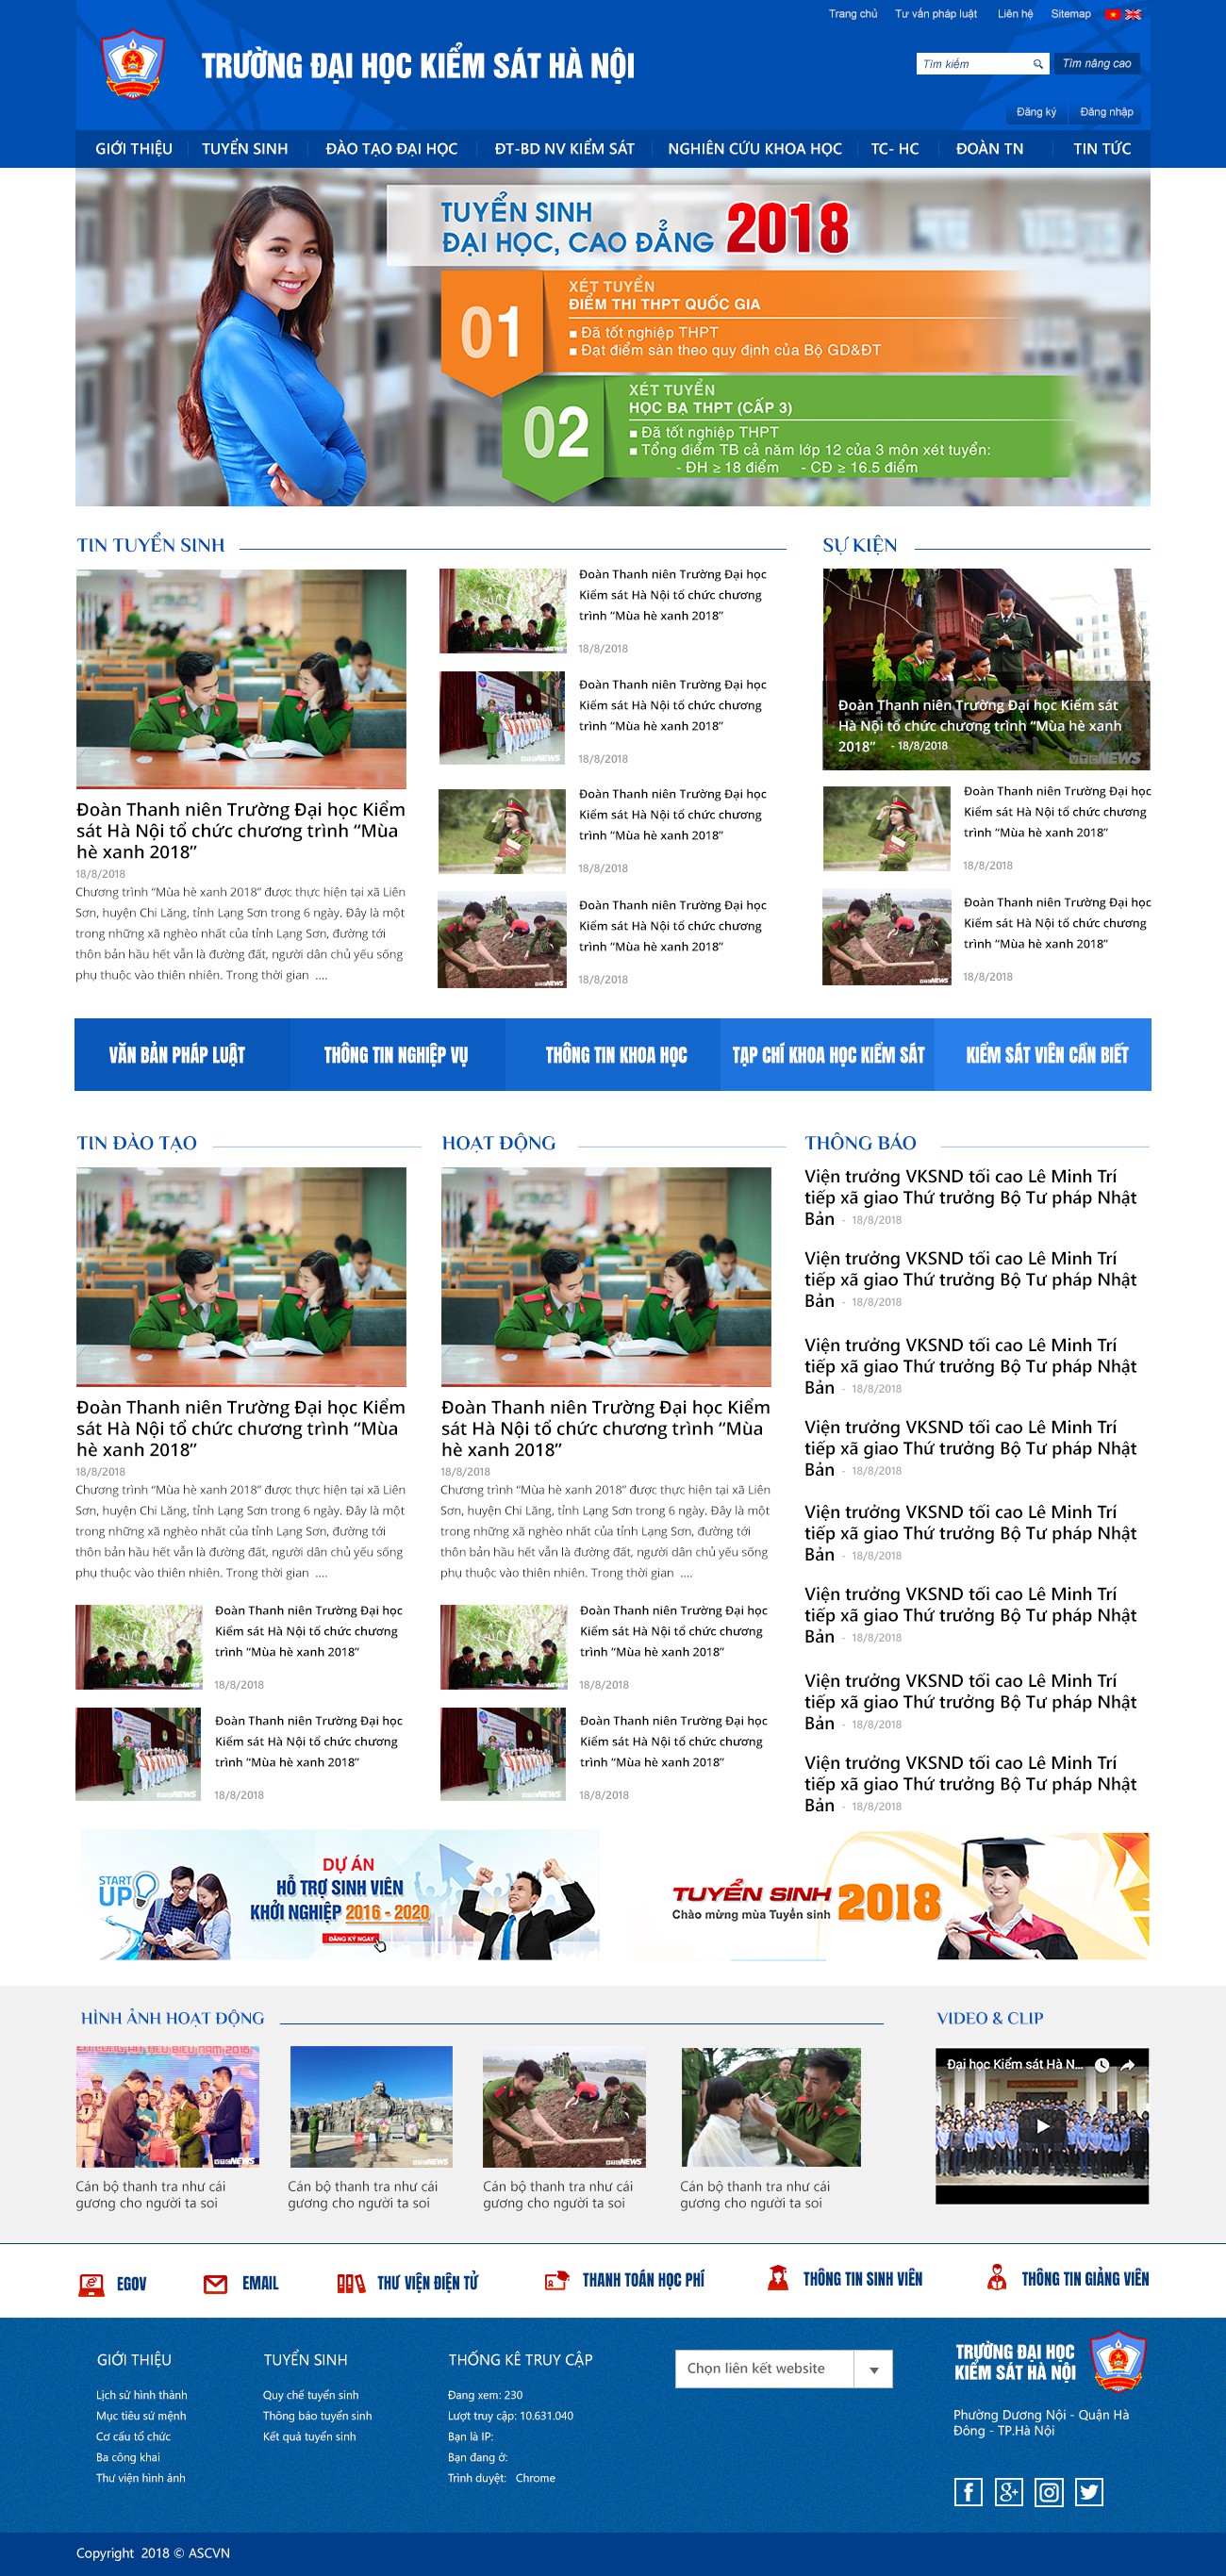 Trang chủ Tư vấn pháp luật Liên hệ Sitemap
TRƯỜNG ĐẠI HỌC KIỂM SÁT HÀ NỘI
Tìm kiếm Tìm nâng cao
Đăng ký Đăng nhập
GIỚI THIỆU TUYỂN SINH ĐÀO TẠO ĐẠI HỌC ĐT-BD NV KIỂM SÁT NGHIÊN CỨU KHOA HỌC TC- HC ĐOÀN TN TIN TỨC
TUYỂN SINH
ĐẠI HỌC, CAO ĐẲNG 2018
01
XÉT TUYỂN
ĐIỂM THI THPT QUỐC GIA
Đã tốt nghiệp THPT
Đạt điểm sàn theo quy định của Bộ GD&ĐT
02
XÉT TUYỂN
HỌC BẠ THPT (CẤP 3)
Đã tốt nghiệp THPT
Tổng điểm TB cả năm lớp 12 của 3 môn xét tuyển:
- ĐH ≥ 18 điểm - CĐ ≥ 16.5 điểm
TIN TUYỂN SINH
Đoàn Thanh niên Trường Đại học Kiểm
sát Hà Nội tổ chức chương trình “Mùa
hè xanh 2018”
18/8/2018
Chương trình “Mùa hè xanh 2018” được thực hiện tại xã Liên
Sơn, huyện Chi Lăng, tỉnh Lạng Sơn trong 6 ngày. Đây là một
trong những xã nghèo nhất của tỉnh Lạng Sơn, đường tới
thôn bản hầu hết vẫn là đường đất, người dân chủ yếu sống
phụ thuộc vào thiên nhiên. Trong thời gian ....
Đoàn Thanh niên Trường Đại học
Kiểm sát Hà Nội tổ chức chương
trình “Mùa hè xanh 2018”
18/8/2018
Đoàn Thanh niên Trường Đại học
Kiểm sát Hà Nội tổ chức chương
trình “Mùa hè xanh 2018”
18/8/2018
Đoàn Thanh niên Trường Đại học
Kiểm sát Hà Nội tổ chức chương
trình “Mùa hè xanh 2018”
18/8/2018
Đoàn Thanh niên Trường Đại học
Kiểm sát Hà Nội tổ chức chương
trình “Mùa hè xanh 2018”
18/8/2018
SỰ KIỆN
Đoàn Thanh niên Trường Đại học Kiểm sát
Hà Nội tổ chức chương trình “Mùa hè xanh
2018” - 18/8/2018
VTC NEWS
Đoàn Thanh niên Trường Đại học
Kiểm sát Hà Nội tổ chức chương
trình “Mùa hè xanh 2018”
18/8/2018
Đoàn Thanh niên Trường Đại học
Kiểm sát Hà Nội tổ chức chương
trình “Mùa hè xanh 2018”
18/8/2018
VĂN BẢN PHÁP LUẬT THÔNG TIN NGHIỆP VỤ THÔNG TIN KHOA HỌC TẠP CHÍ KHOA HỌC KIỂM SÁT KIỂM SÁT VIÊN CẦN BIẾT
TIN ĐÀO TẠO
Đoàn Thanh niên Trường Đại học Kiểm
sát Hà Nội tổ chức chương trình “Mùa
hè xanh 2018”
18/8/2018
Chương trình “Mùa hè xanh 2018” được thực hiện tại xã Liên
Sơn, huyện Chi Lăng, tỉnh Lạng Sơn trong 6 ngày. Đây là một
trong những xã nghèo nhất của tỉnh Lạng Sơn, đường tới
thôn bản hầu hết vẫn là đường đất, người dân chủ yếu sống
phụ thuộc vào thiên nhiên. Trong thời gian ....
Đoàn Thanh niên Trường Đại học
Kiểm sát Hà Nội tổ chức chương
trình “Mùa hè xanh 2018”
18/8/2018
Đoàn Thanh niên Trường Đại học
Kiểm sát Hà Nội tổ chức chương
trình “Mùa hè xanh 2018”
18/8/2018
HOẠT ĐỘNG
Đoàn Thanh niên Trường Đại học Kiểm
sát Hà Nội tổ chức chương trình “Mùa
hè xanh 2018”
18/8/2018
Chương trình “Mùa hè xanh 2018” được thực hiện tại xã Liên
Sơn, huyện Chi Lăng, tỉnh Lạng Sơn trong 6 ngày. Đây là một
trong những xã nghèo nhất của tỉnh Lạng Sơn, đường tới
thôn bản hầu hết vẫn là đường đất, người dân chủ yếu sống
phụ thuộc vào thiên nhiên. Trong thời gian ....
Đoàn Thanh niên Trường Đại học
Kiểm sát Hà Nội tổ chức chương
trình “Mùa hè xanh 2018”
18/8/2018
Đoàn Thanh niên Trường Đại học
Kiểm sát Hà Nội tổ chức chương
trình “Mùa hè xanh 2018”
18/8/2018
THÔNG BÁO
Viện trưởng VKSND tối cao Lê Minh Trí
tiếp xã giao Thứ trưởng Bộ Tư pháp Nhật
Bản - 18/8/2018
Viện trưởng VKSND tối cao Lê Minh Trí
tiếp xã giao Thứ trưởng Bộ Tư pháp Nhật
Bản - 18/8/2018
Viện trưởng VKSND tối cao Lê Minh Trí
tiếp xã giao Thứ trưởng Bộ Tư pháp Nhật
Bản - 18/8/2018
Viện trưởng VKSND tối cao Lê Minh Trí
tiếp xã giao Thứ trưởng Bộ Tư pháp Nhật
Bản - 18/8/2018
Viện trưởng VKSND tối cao Lê Minh Trí
tiếp xã giao Thứ trưởng Bộ Tư pháp Nhật
Bản - 18/8/2018
Viện trưởng VKSND tối cao Lê Minh Trí
tiếp xã giao Thứ trưởng Bộ Tư pháp Nhật
Bản - 18/8/2018
Viện trưởng VKSND tối cao Lê Minh Trí
tiếp xã giao Thứ trưởng Bộ Tư pháp Nhật
Bản - 18/8/2018
Viện trưởng VKSND tối cao Lê Minh Trí
tiếp xã giao Thứ trưởng Bộ Tư pháp Nhật
Bản - 18/8/2018
START
UP
DỰ ÁN
HỖ TRỢ SINH VIÊN
KHỞI NGHIỆP 2016 - 2020
ĐĂNG KÝ NGAY
TUYỂN SINH 2018
Chào mừng mùa Tuyển sinh
HÌNH ẢNH HOẠT ĐỘNG
Cán bộ thanh tra như cái
gương cho người ta soi
Cán bộ thanh tra như cái
gương cho người ta soi
Cán bộ thanh tra như cái
gương cho người ta soi
Cán bộ thanh tra như cái
gương cho người ta soi
VIDEO & CLIP
Đại học Kiểm sát Hà N...
EGOV EMAIL THƯ VIỆN ĐIỆN TỬ THANH TOÁN HỌC PHÍ THÔNG TIN SINH VIÊN THÔNG TIN GIẢNG VIÊN
GIỚI THIỆU
Lịch sử hình thành
Mục tiêu sứ mệnh
Cơ cấu tổ chức
Ba công khai
Thư viện hình ảnh
TUYỂN SINH
Quy chế tuyển sinh
Thông báo tuyển sinh
Kết quả tuyển sinh
THỐNG KÊ TRUY CẬP
Đang xem: 230
Lượt truy cập: 10.631.040
Bạn là IP:
Bạn đang ở:
Trình duyệt: Chrome
Chọn liên kết website
TRƯỜNG ĐẠI HỌC
KIỂM SÁT HÀ NỘI
Phường Dương Nội - Quận Hà
Đông - TP.Hà Nội
Copyright 2018 © ASCVN